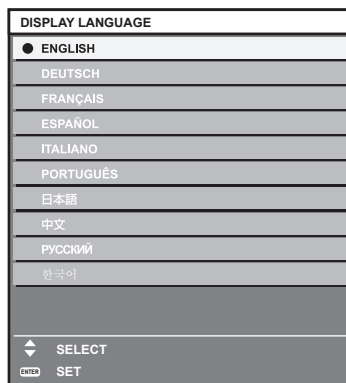 DISPLAY LANGUAGE
ENGLISH
DEUTSCH
FRANÇAIS
ESPAÑOL
ITALIANO
PORTUGUÊS
日本語
中文
РУССКИЙ
한국어
SELECT
ENTER SET